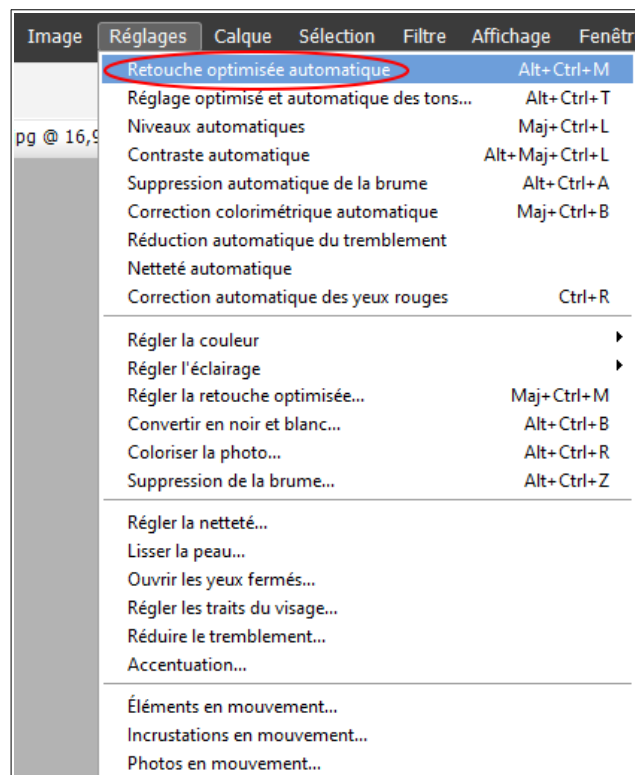 Image Réglages Calque Sélection Filtre Affichage Fenêtr
pg @ 16,9
Retouche optimisée automatique Alt+Ctrl+M
Réglage optimisé et automatique des tons... Alt+Ctrl+T
Niveaux automatiques Maj+Ctrl+L
Contraste automatique Alt+Maj+Ctrl+L
Suppression automatique de la brume Alt+Ctrl+A
Correction colorimétrique automatique Maj+Ctrl+B
Réduction automatique du tremblement
Netteté automatique
Correction automatique des yeux rouges Ctrl+R
Régler la couleur
Régler l'éclairage
Régler la retouche optimisée... Maj+Ctrl+M
Convertir en noir et blanc... Alt+Ctrl+B
Coloriser la photo... Alt+Ctrl+R
Suppression de la brume... Alt+Ctrl+Z
Régler la netteté...
Lisser la peau...
Ouvrir les yeux fermés...
Régler les traits du visage...
Réduire le tremblement...
Accentuation...
Éléments en mouvement...
Incrustations en mouvement...
Photos en mouvement...